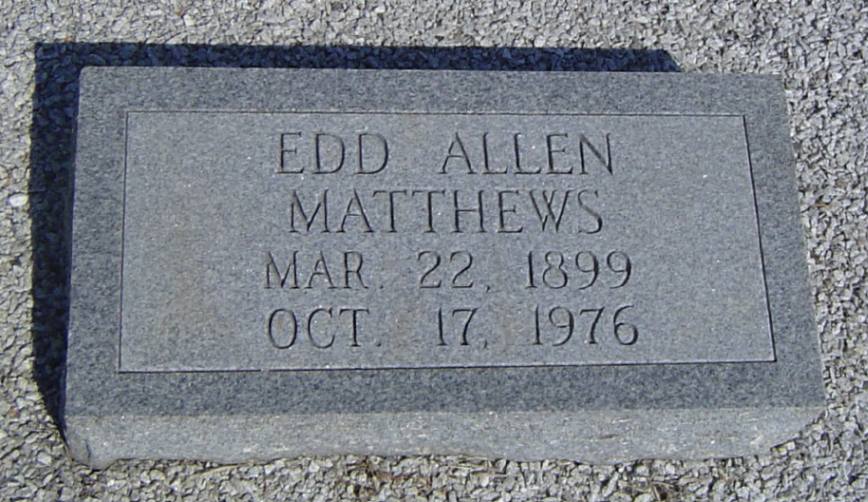 EDD ALLEN
MATTHEWS
MAR. 22, 1899
OCT. 17, 1976